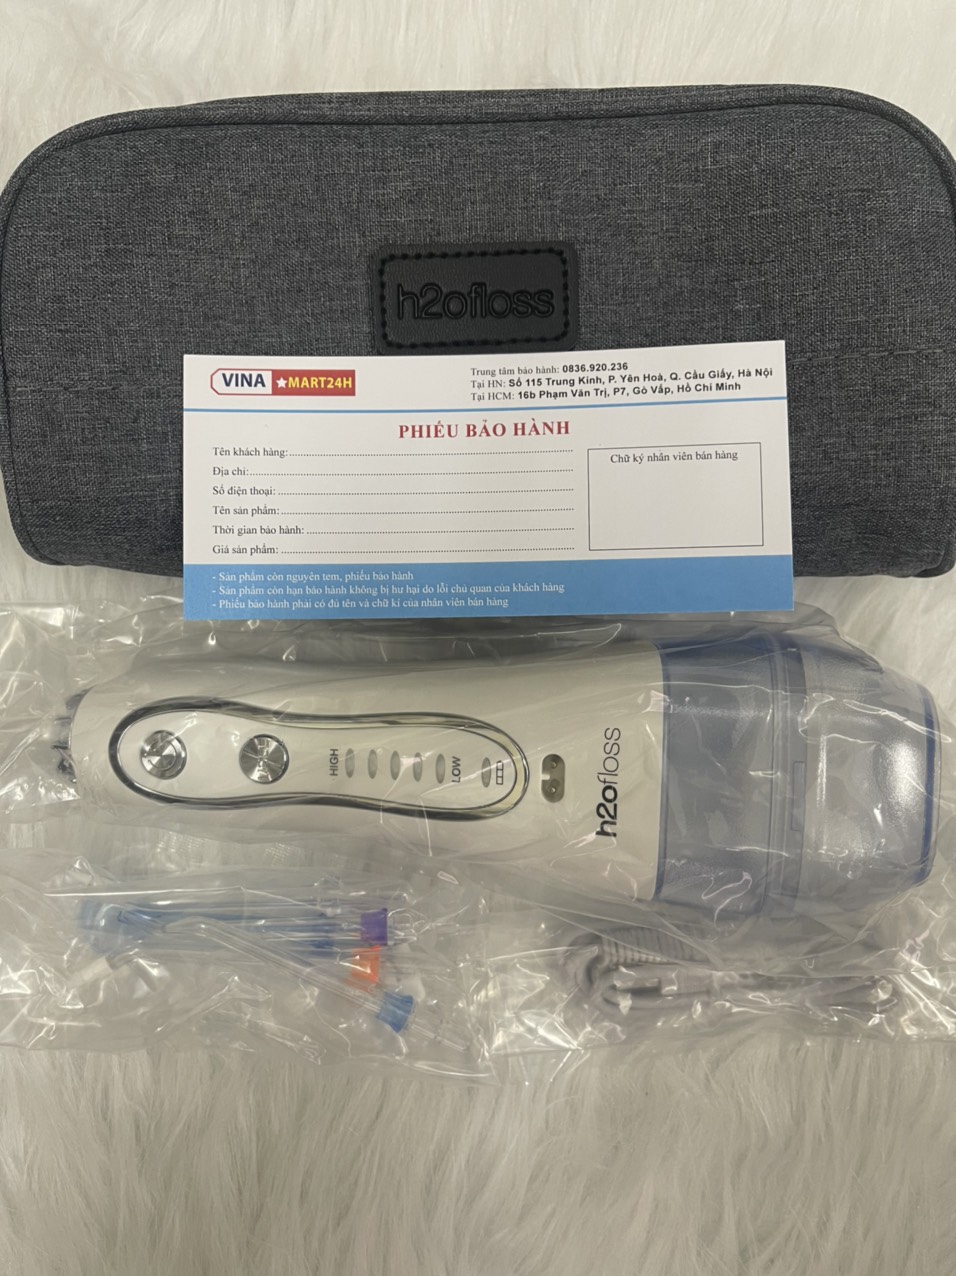 h2ofloss
VINA MART24H
Trung tâm bảo hành: 0836.920.236
Tại HN: Số 115 Trung Kính, P. Yên Hoà, Q. Cầu Giấy, Hà Nội
Tại HCM: 16b Phạm Văn Trị, P7, Gò Vấp, Hồ Chí Minh
PHIẾU BẢO HÀNH
Tên khách hàng:
Địa chỉ:
Số điện thoại:
Tên sản phẩm:
Thời gian bảo hành:
Giá sản phẩm:
Chữ ký nhân viên bán hàng
- Sản phẩm còn nguyên tem, phiếu bảo hành
- Sản phẩm còn hạn bảo hành không bị hư hại do lỗi chủ quan của khách hàng
- Phiếu bảo hành phải có đủ tên và chữ kí của nhân viên bán hàng
HIGH
LOW
h2ofloss